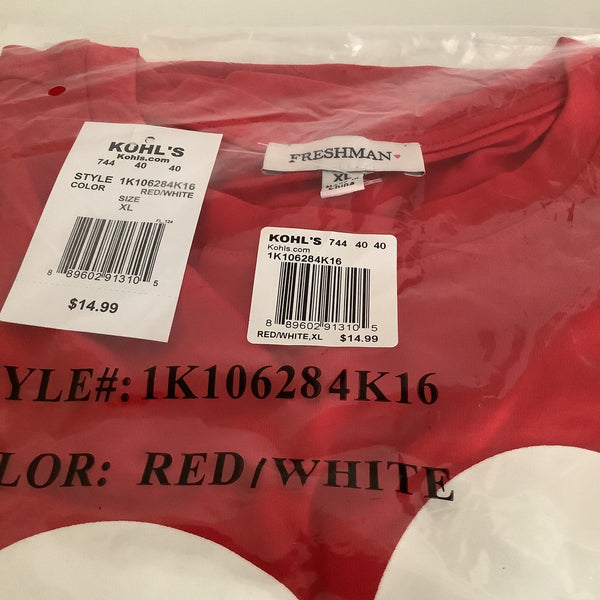 KOHL'S
Kohls.com
744 40 40
STYLE 1K106284K16
COLOR RED/WHITE
SIZE
XL
FL 124
8 89602 91310 5
$14.99
FRESHMAN
XL
KOHL'S 744 40 40
Kohls.com
1K106284K16
8 89602 91310 5
RED/WHITE,XL $14.99
YLE#: 1K106284K16
LOR: RED/WHITE